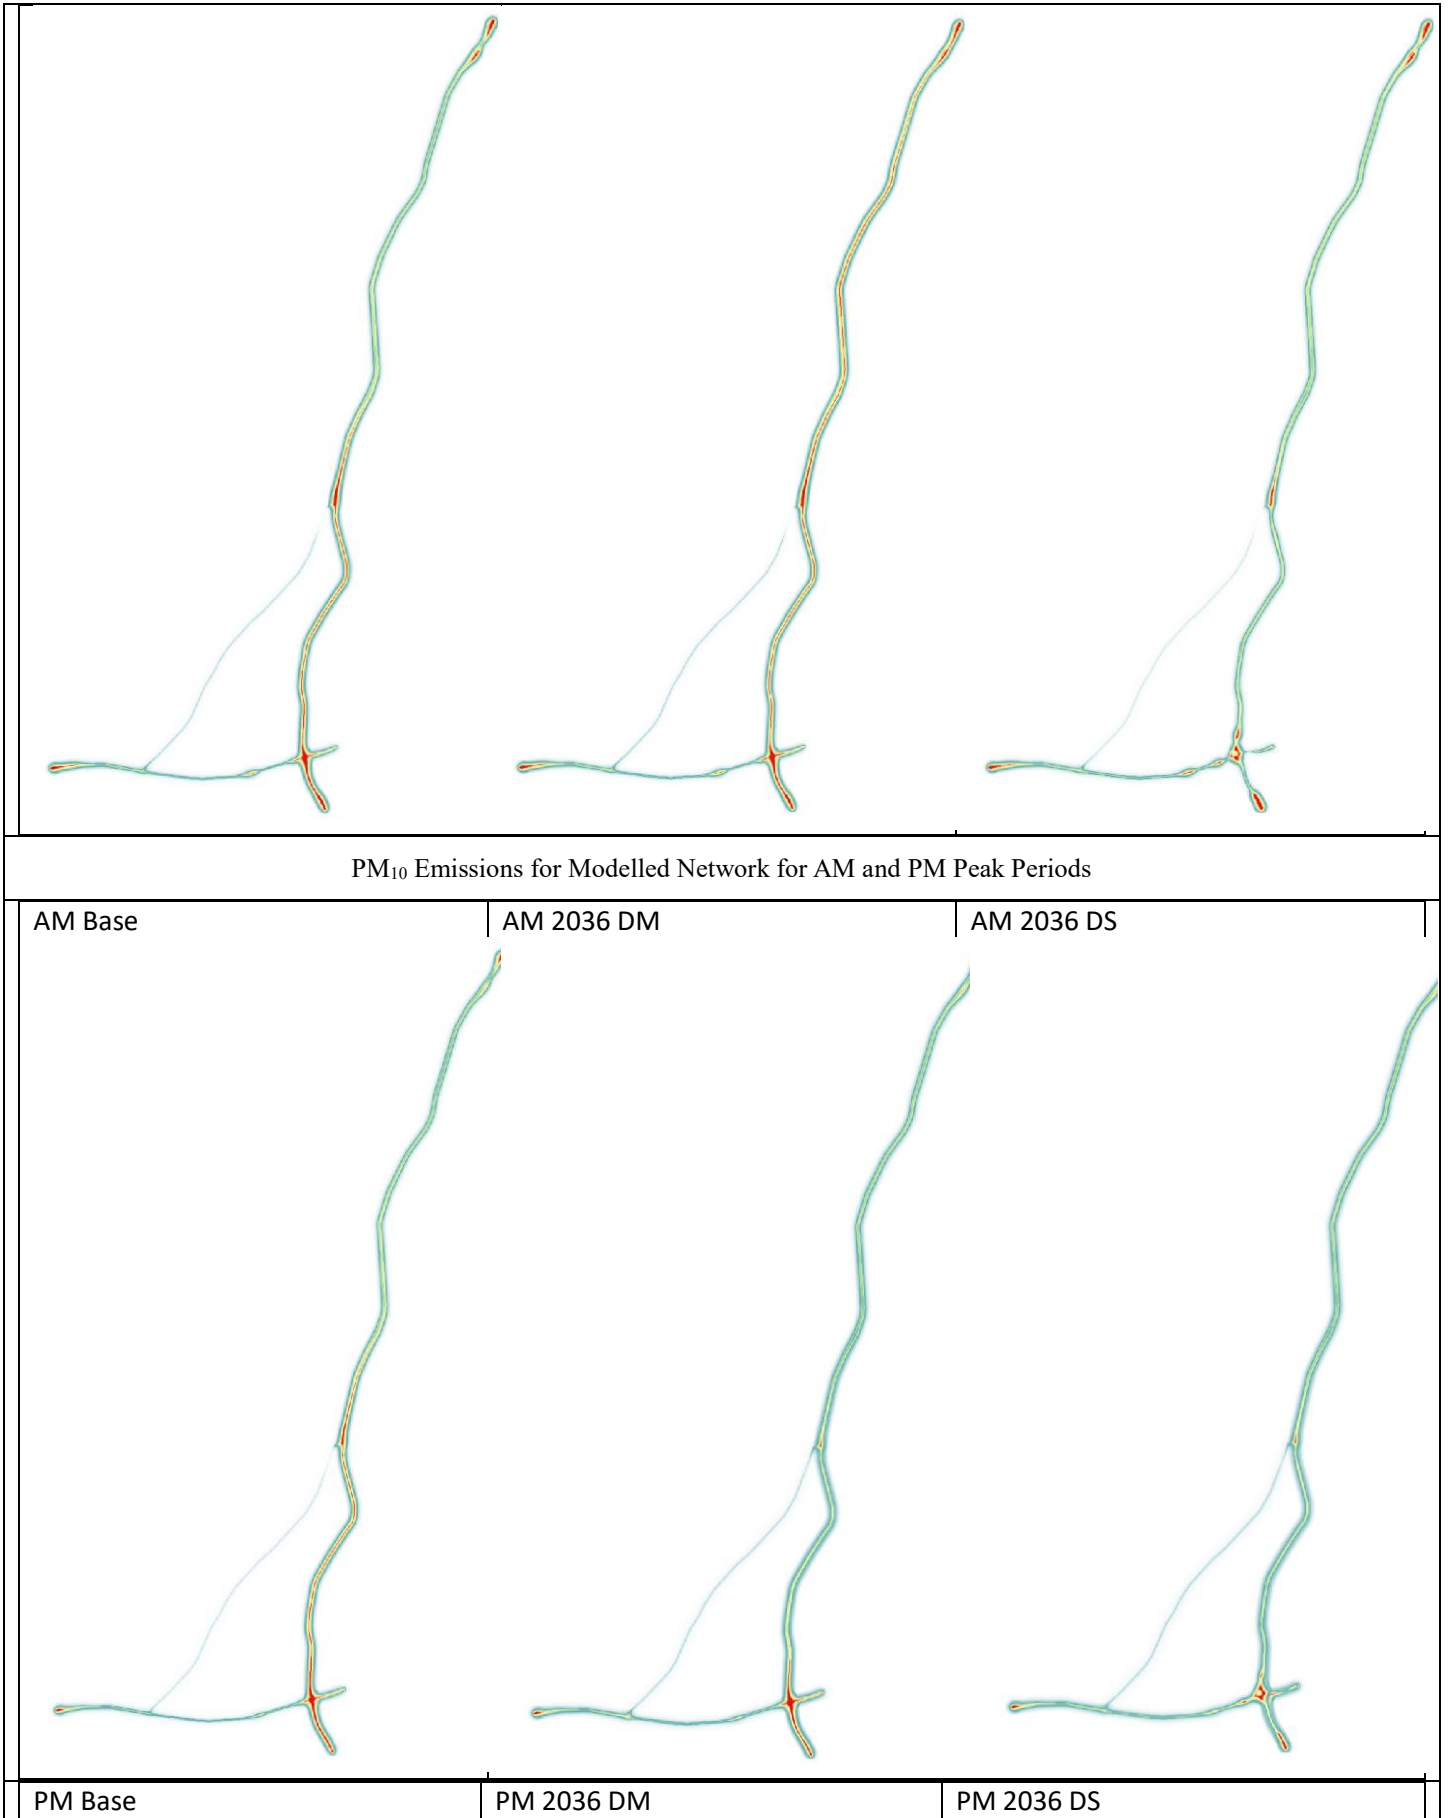 PM₁₀ Emissions for Modelled Network for AM and PM Peak Periods
AM Base
AM 2036 DM
AM 2036 DS
PM Base
PM 2036 DM
PM 2036 DS